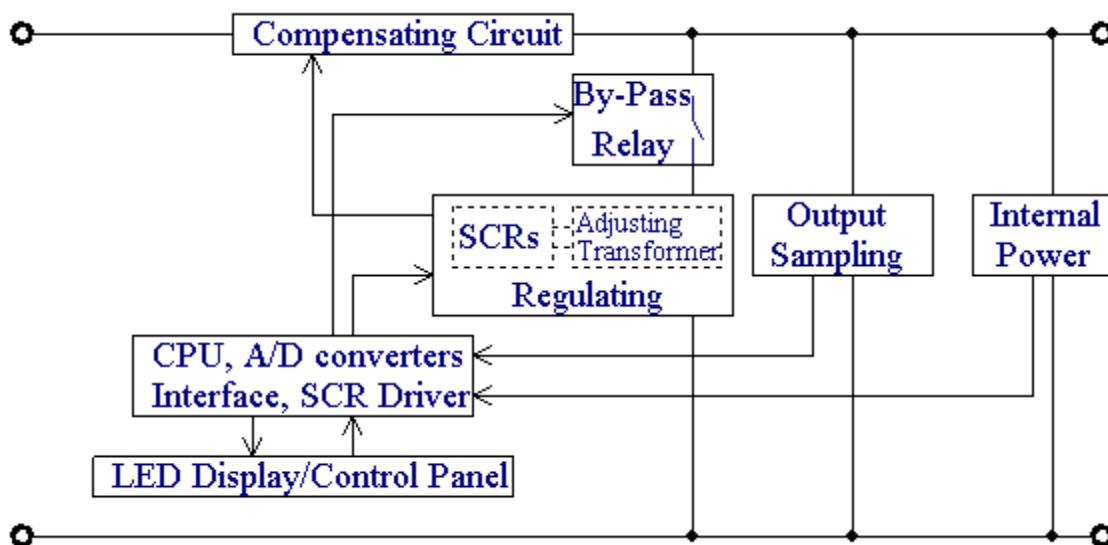 Compensating Circuit
By-Pass
Relay
SCRs
Adjusting
Transformer
Regulating
Output
Sampling
Internal
Power
CPU, A/D converters
Interface, SCR Driver
LED Display/Control Panel